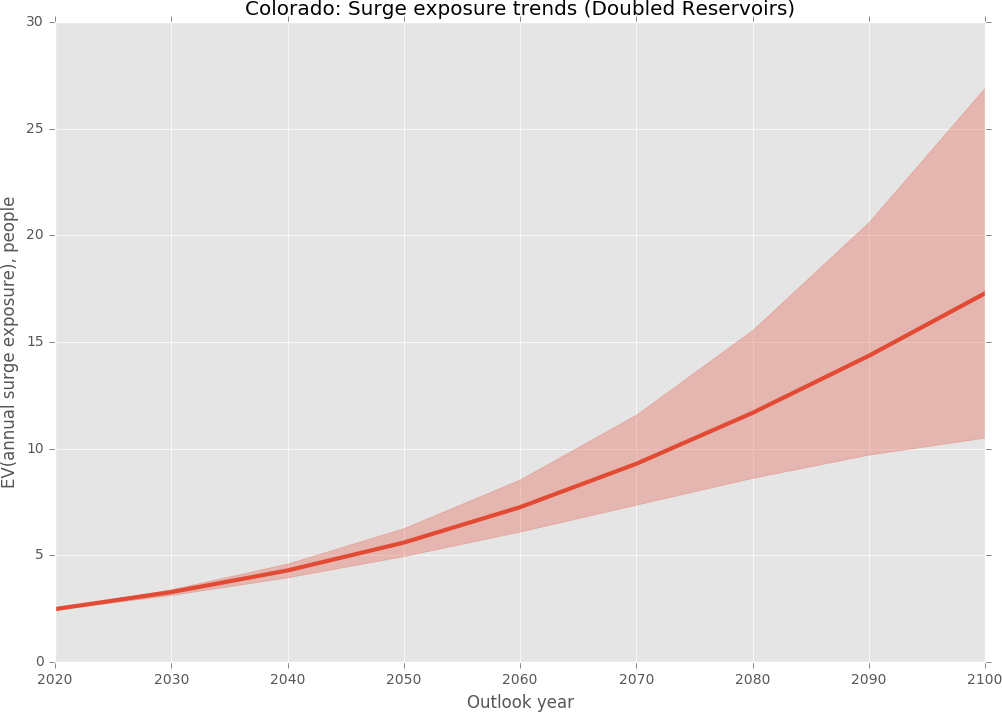 Colorado: Surge exposure trends (Doubled Reservoirs)
EV(annual surge exposure), people
30
25
20
15
10
5
0
2020 2030 2040 2050 2060 2070 2080 2090 2100
Outlook year